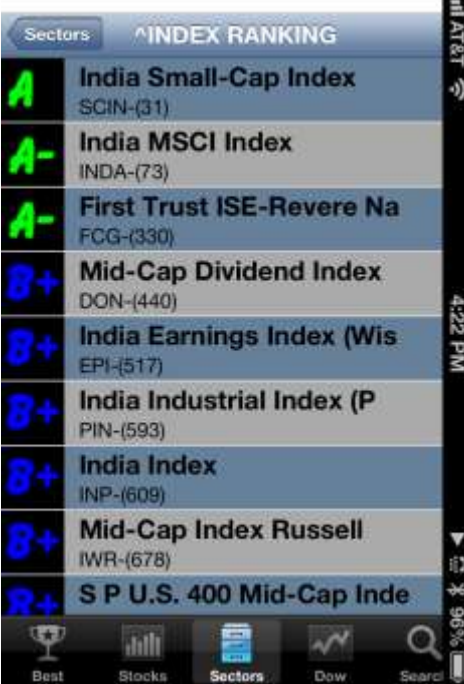 Sectors
^INDEX RANKING
A
India Small-Cap Index
SCIN-(31)
A-
India MSCI Index
INDA-(73)
A-
First Trust ISE-Revere Na
FCG-(330)
B+
Mid-Cap Dividend Index
DON-(440)
B+
India Earnings Index (Wis
EPI-(517)
B+
India Industrial Index (P
PIN-(593)
B+
India Index
INP-(609)
B+
Mid-Cap Index Russell
IWR-(678)
B+
S P U.S. 400 Mid-Cap Inde
Best
Stocks
Sectors
Dow
Searc
AT&T
4:22 PM
96%